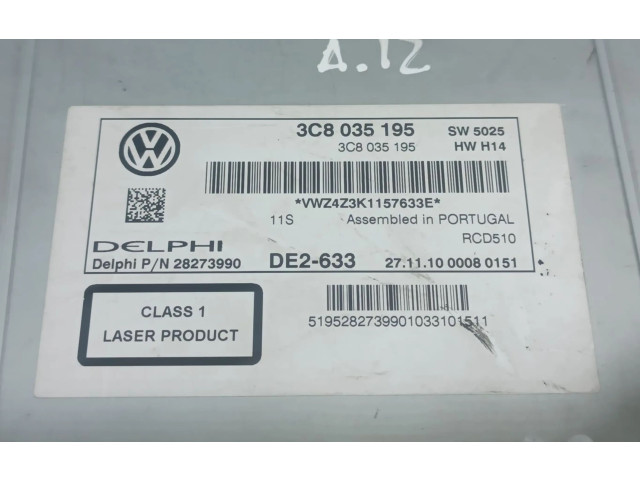 A.12
3C8 035 195 SW 5025
3C8 035 195 HW H14
*VWZ4Z3K1157633E*
11S Assembled in PORTUGAL
RCD510
DELPHI
Delphi P/N 28273990 DE2-633 27.11.10 0008 0151
CLASS 1
LASER PRODUCT
5195282739901033101511